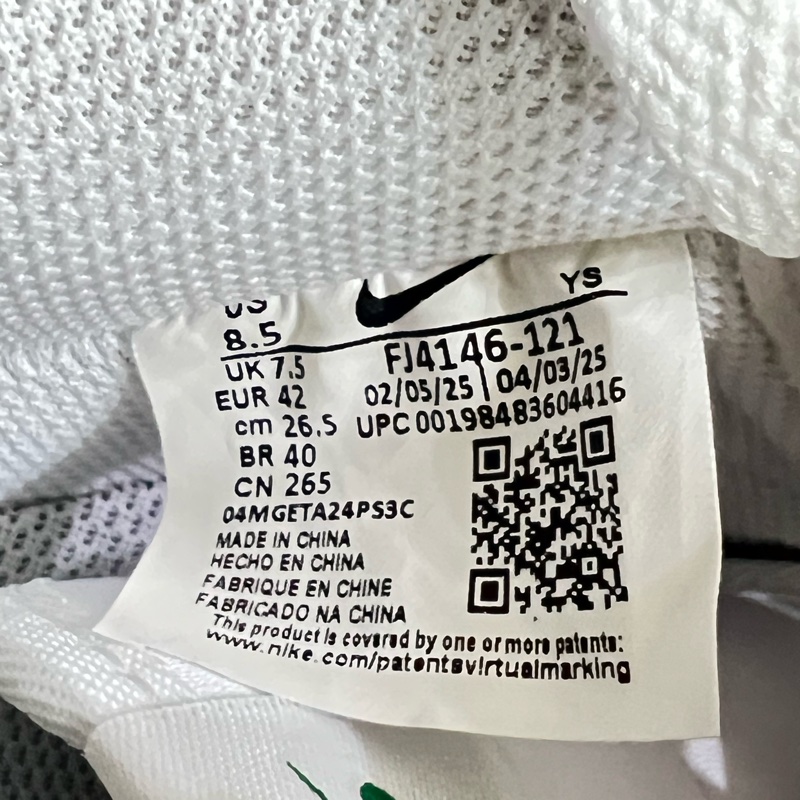 US
YS
8.5
FJ4146-121
UK 7.5
02/05/25 04/03/25
EUR 42
UPC 00198483604416
cm 26.5
BR 40
CN 265
04MGETA24PS3C
MADE IN CHINA
HECHO EN CHINA
FABRIQUE EN CHINE
FABRICADO NA CHINA
This product is covered by one or more patents:
www.nike.com/patentsvirtualmarking